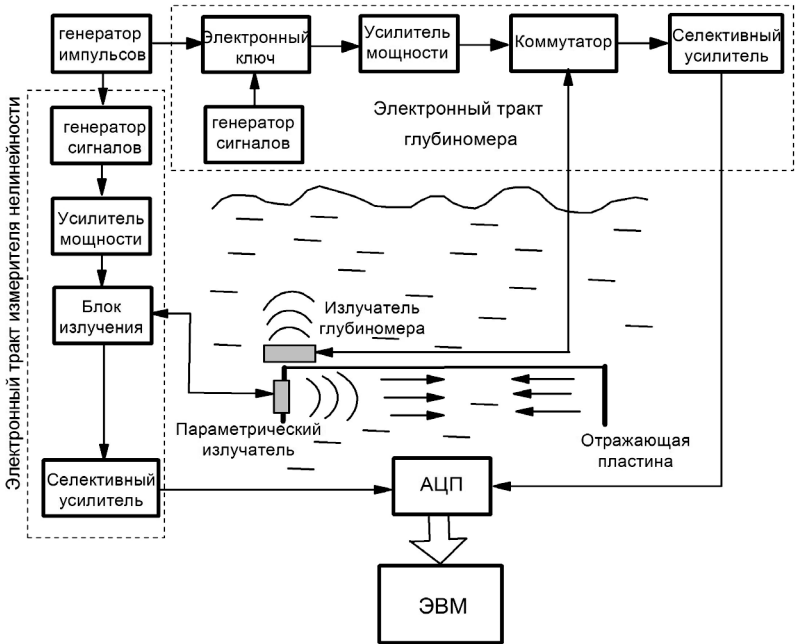 генератор
импульсов
Электронный
ключ
Усилитель
мощности
Коммутатор
Селективный
усилитель
генератор
сигналов
генератор
сигналов
Электронный тракт
глубиномера
Электронный тракт измерителя нелинейности
Усилитель
мощности
Блок
излучения
Излучатель
глубиномера
Параметрический
излучатель
Отражающая
пластина
Селективный
усилитель
АЦП
ЭВМ